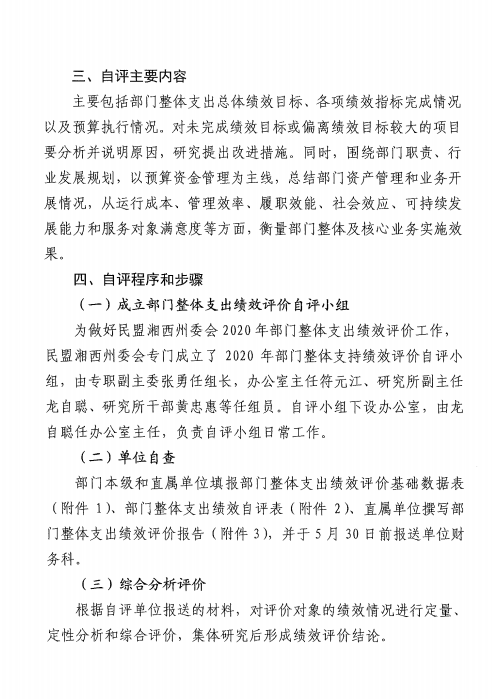 三、自评主要内容
主要包括部门整体支出总体绩效目标、各项绩效指标完成情况
以及预算执行情况。对未完成绩效目标或偏离绩效目标较大的项目
要分析并说明原因，研究提出改进措施。同时，围绕部门职责、行
业发展规划，以预算资金管理为主线，总结部门资产管理和业务开
展情况，从运行成本、管理效率、履职效能、社会效应、可持续发
展能力和服务对象满意度等方面，衡量部门整体及核心业务实施效
果。
四、自评程序和步骤
（一）成立部门整体支出绩效评价自评小组
为做好民盟湘西州委会 2020 年部门整体支出绩效评价工作，
民盟湘西州委会专门成立了 2020 年部门整体支持绩效评价自评小
组，由专职副主委张勇任组长，办公室主任符元江、研究所副主任
龙自聪、研究所干部黄忠惠等任组员。自评小组下设办公室，由龙
自聪任办公室主任，负责自评小组日常工作。
（二）单位自查
部门本级和直属单位填报部门整体支出绩效评价基础数据表
（附件 1）、部门整体支出绩效自评表（附件 2）、直属单位撰写部
门整体支出绩效评价报告（附件 3），并于 5 月 30 日前报送单位财
务科。
（三）综合分析评价
根据自评单位报送的材料，对评价对象的绩效情况进行定量、
定性分析和综合评价，集体研究后形成绩效评价结论。